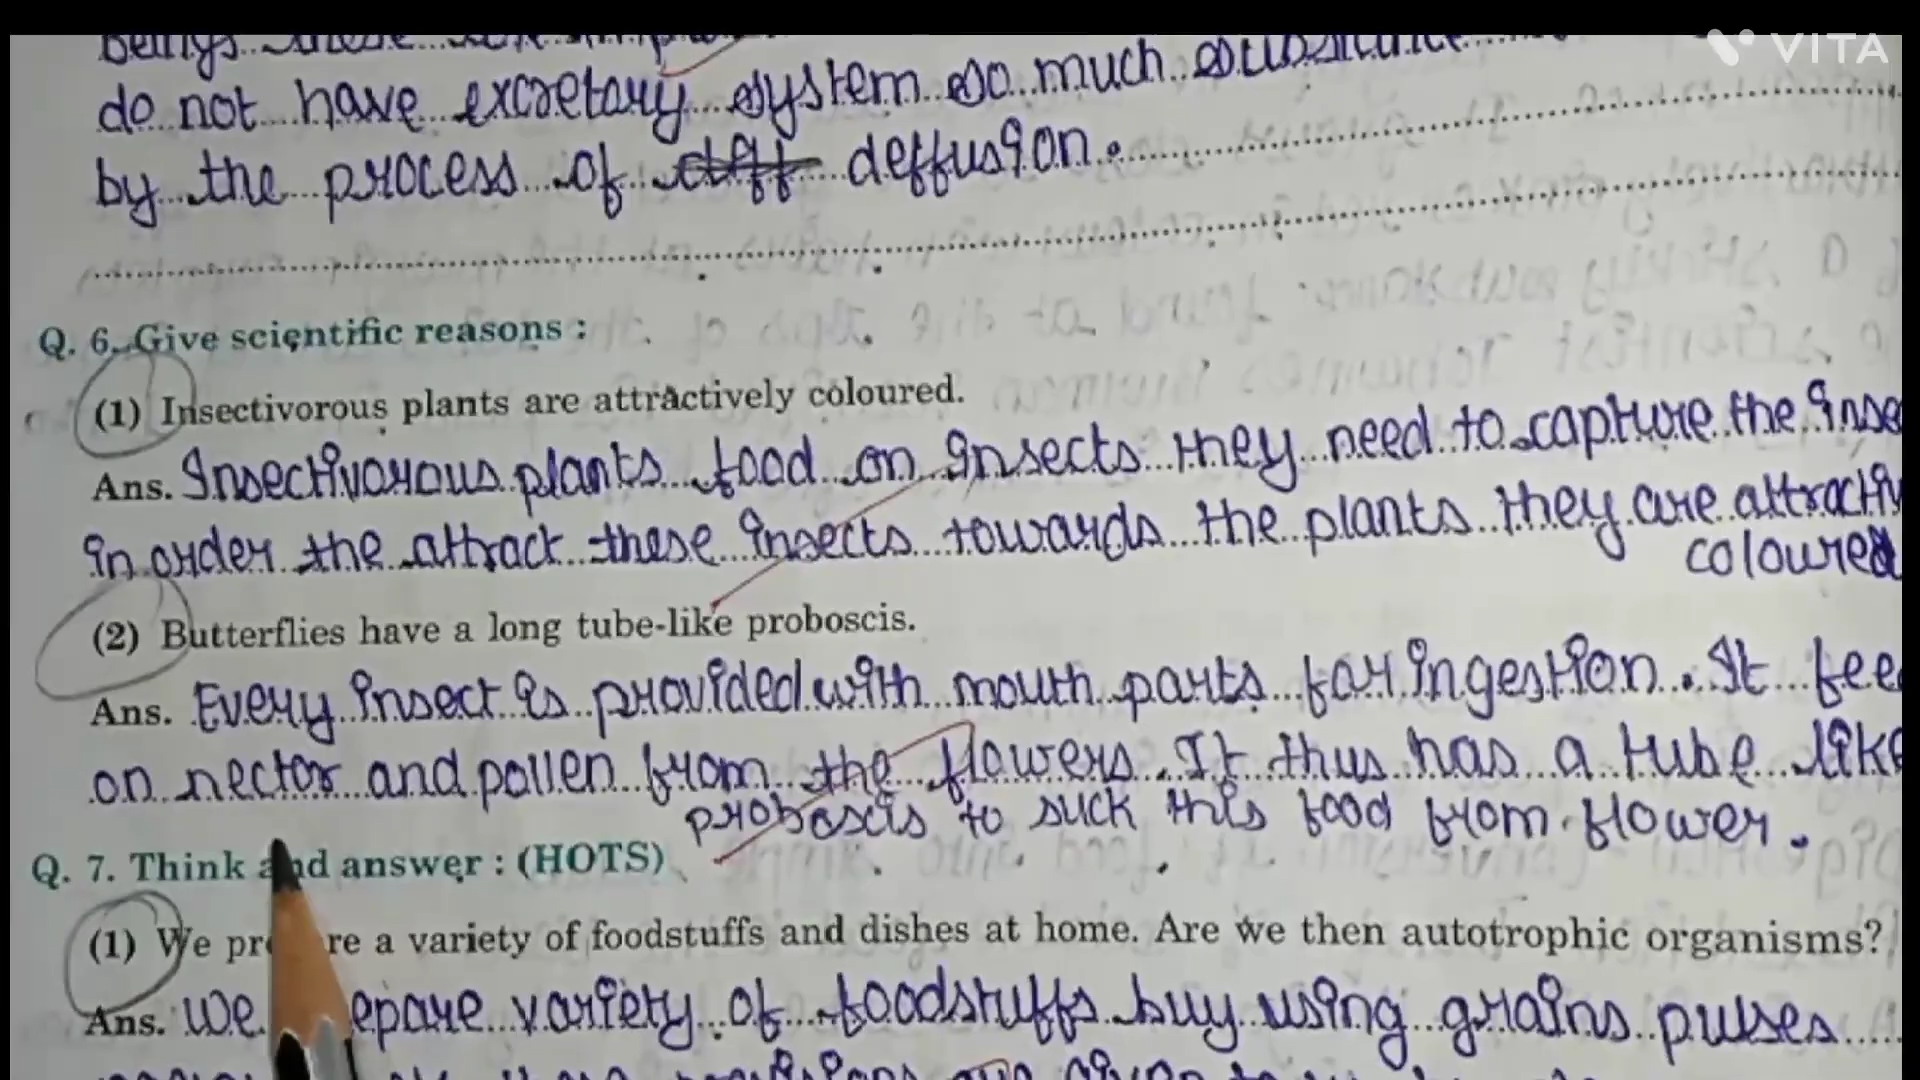 VITA
do not have excretary system so much substance
by the process of diff deffusion.
Q. 6. Give scientific reasons :
(1) Insectivorous plants are attractively coloured.
Ans. Insectivorous plants food on insects they need to capture the inse
in order the attract these insects towards the plants they are attractiv
coloured
(2) Butterflies have a long tube-like proboscis.
Ans. Every insect is provided with mouth parts for ingestion. It fee
on nector and pollen from the flowers. It thus has a tube like
proboscis to suck this food from flower.
Q. 7. Think and answer : (HOTS)
(1) We pre re a variety of foodstuffs and dishes at home. Are we then autotrophic organisms?
Ans. We epare variety of foodstuffs buy using grains pulses